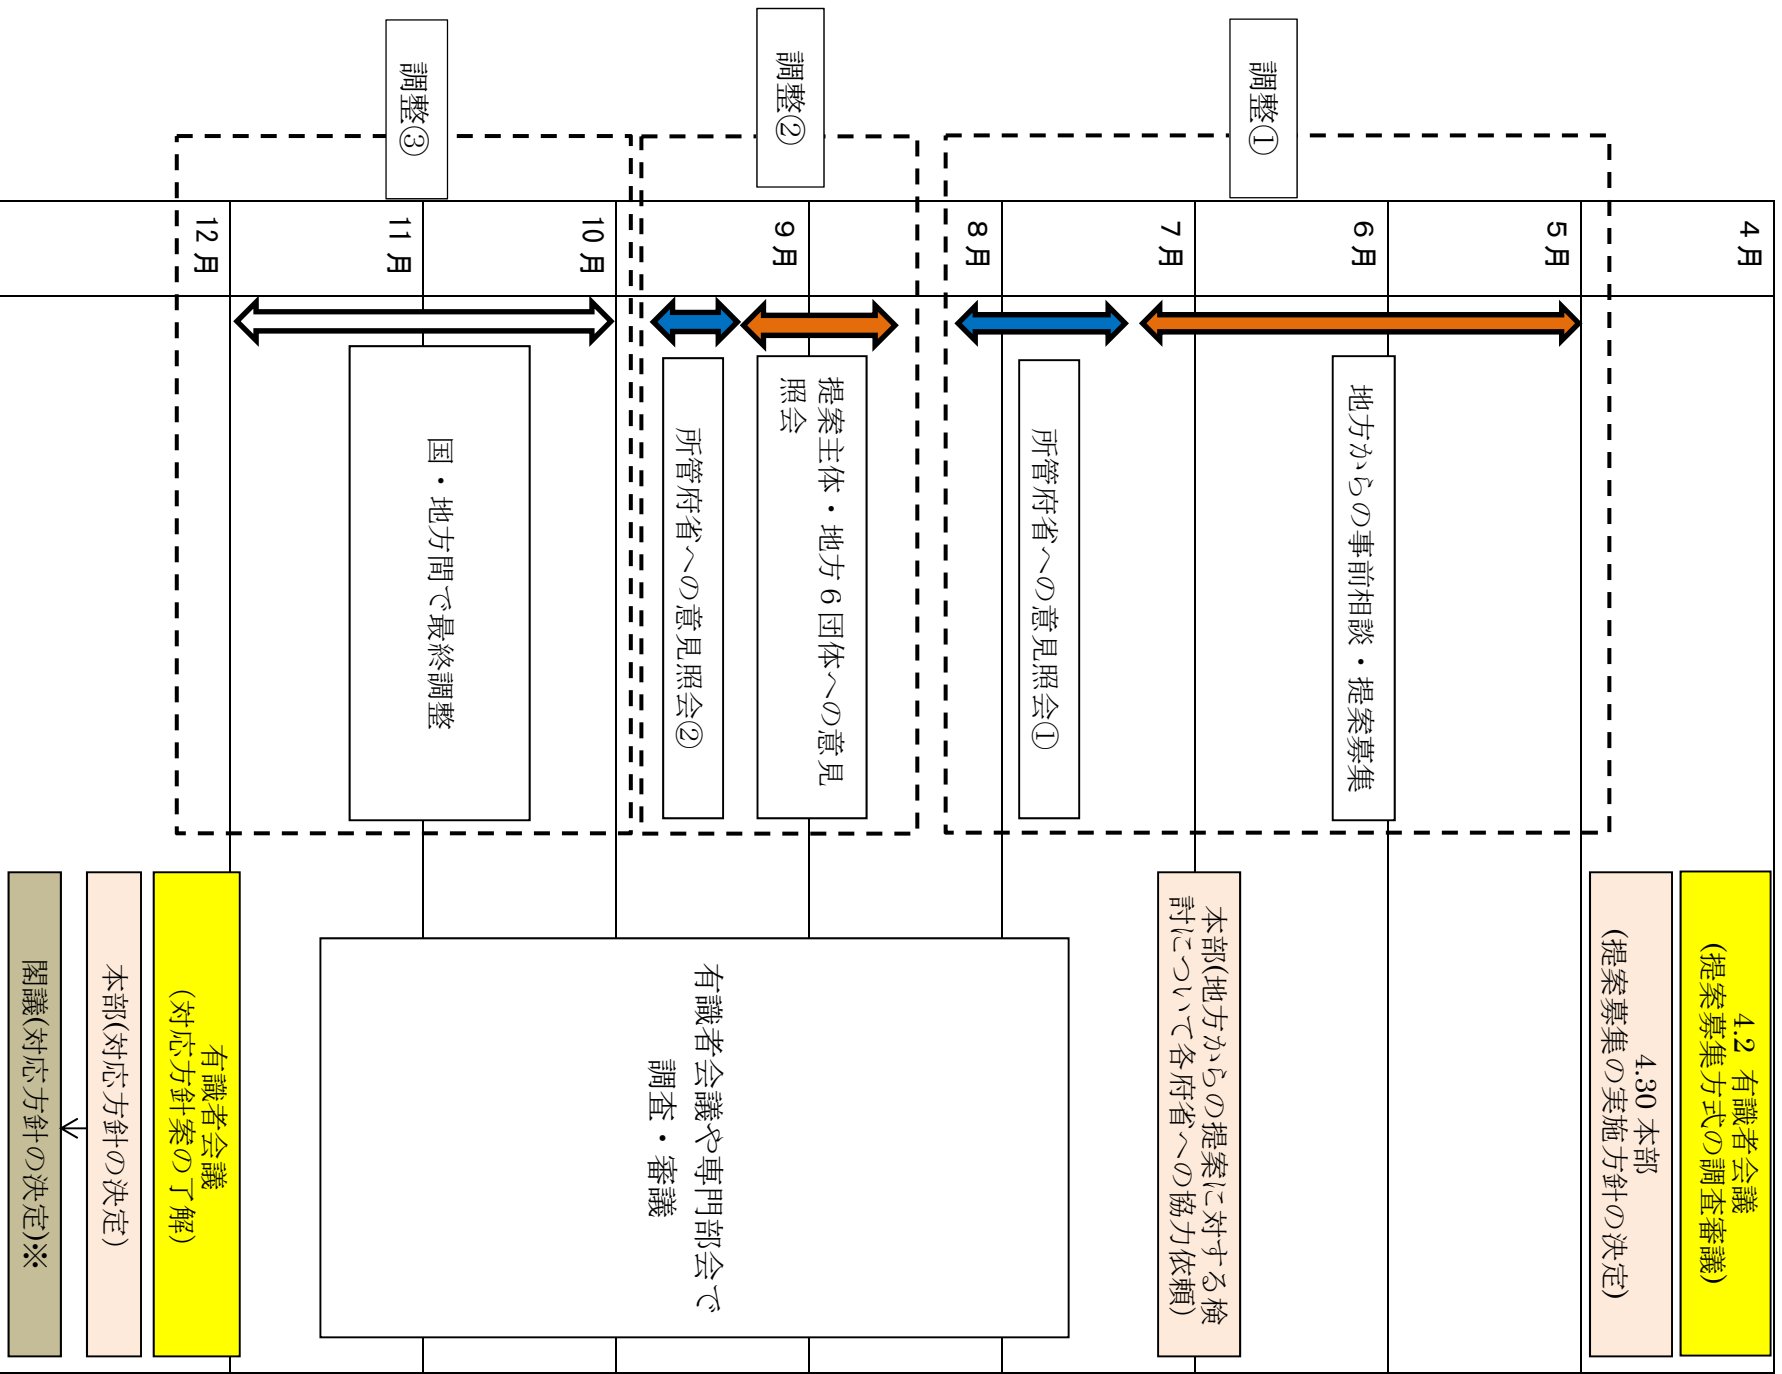 調整①
調整②
調整③
4月
5月
6月
7月
8月
9月
10月
11月
12月
地方からの事前相談・提案募集
所管府省への意見照会①
提案主体・地方6団体への意見
照会
所管府省への意見照会②
国・地方間で最終調整
4.2 有識者会議
(提案募集方式の調査審議)
4.30 本部
(提案募集の実施方針の決定)
本部(地方からの提案に対する検
討について各府省への協力依頼)
有識者会議や専門部会で
調査・審議
有識者会議
(対応方針案の了解)
本部(対応方針の決定)
閣議(対応方針の決定)※